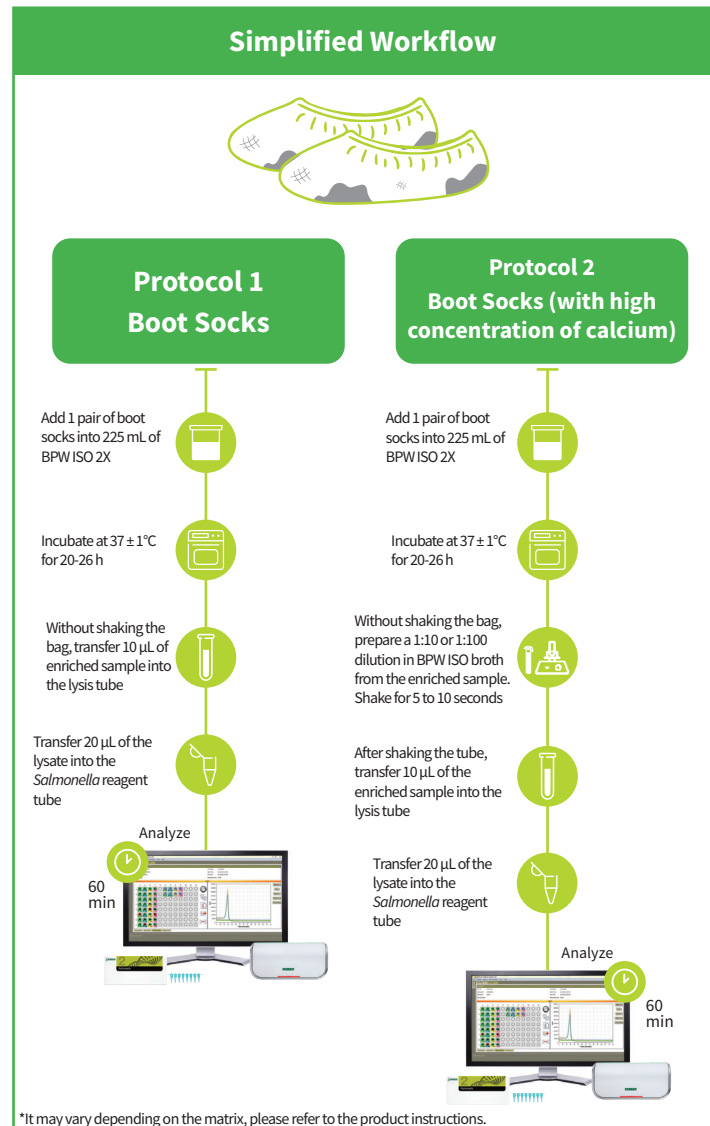 Simplified Workflow
Protocol 1
Boot Socks
Add 1 pair of boot
socks into 225 mL of
BPW ISO 2X
Incubate at 37 ± 1°C
for 20-26 h
Without shaking the
bag, transfer 10 µL of
enriched sample into
the lysis tube
Transfer 20 µL of the
lysate into the
Salmonella reagent
tube
Analyze
60
min
Protocol 2
Boot Socks (with high
concentration of calcium)
Add 1 pair of boot
socks into 225 mL of
BPW ISO 2X
Incubate at 37 ± 1°C
for 20-26 h
Without shaking the bag,
prepare a 1:10 or 1:100
dilution in BPW ISO broth
from the enriched sample.
Shake for 5 to 10 seconds
After shaking the tube,
transfer 10 µL of the
enriched sample into the
lysis tube
Transfer 20 µL of the
lysate into the
Salmonella reagent
tube
Analyze
60
min
*It may vary depending on the matrix, please refer to the product instructions.